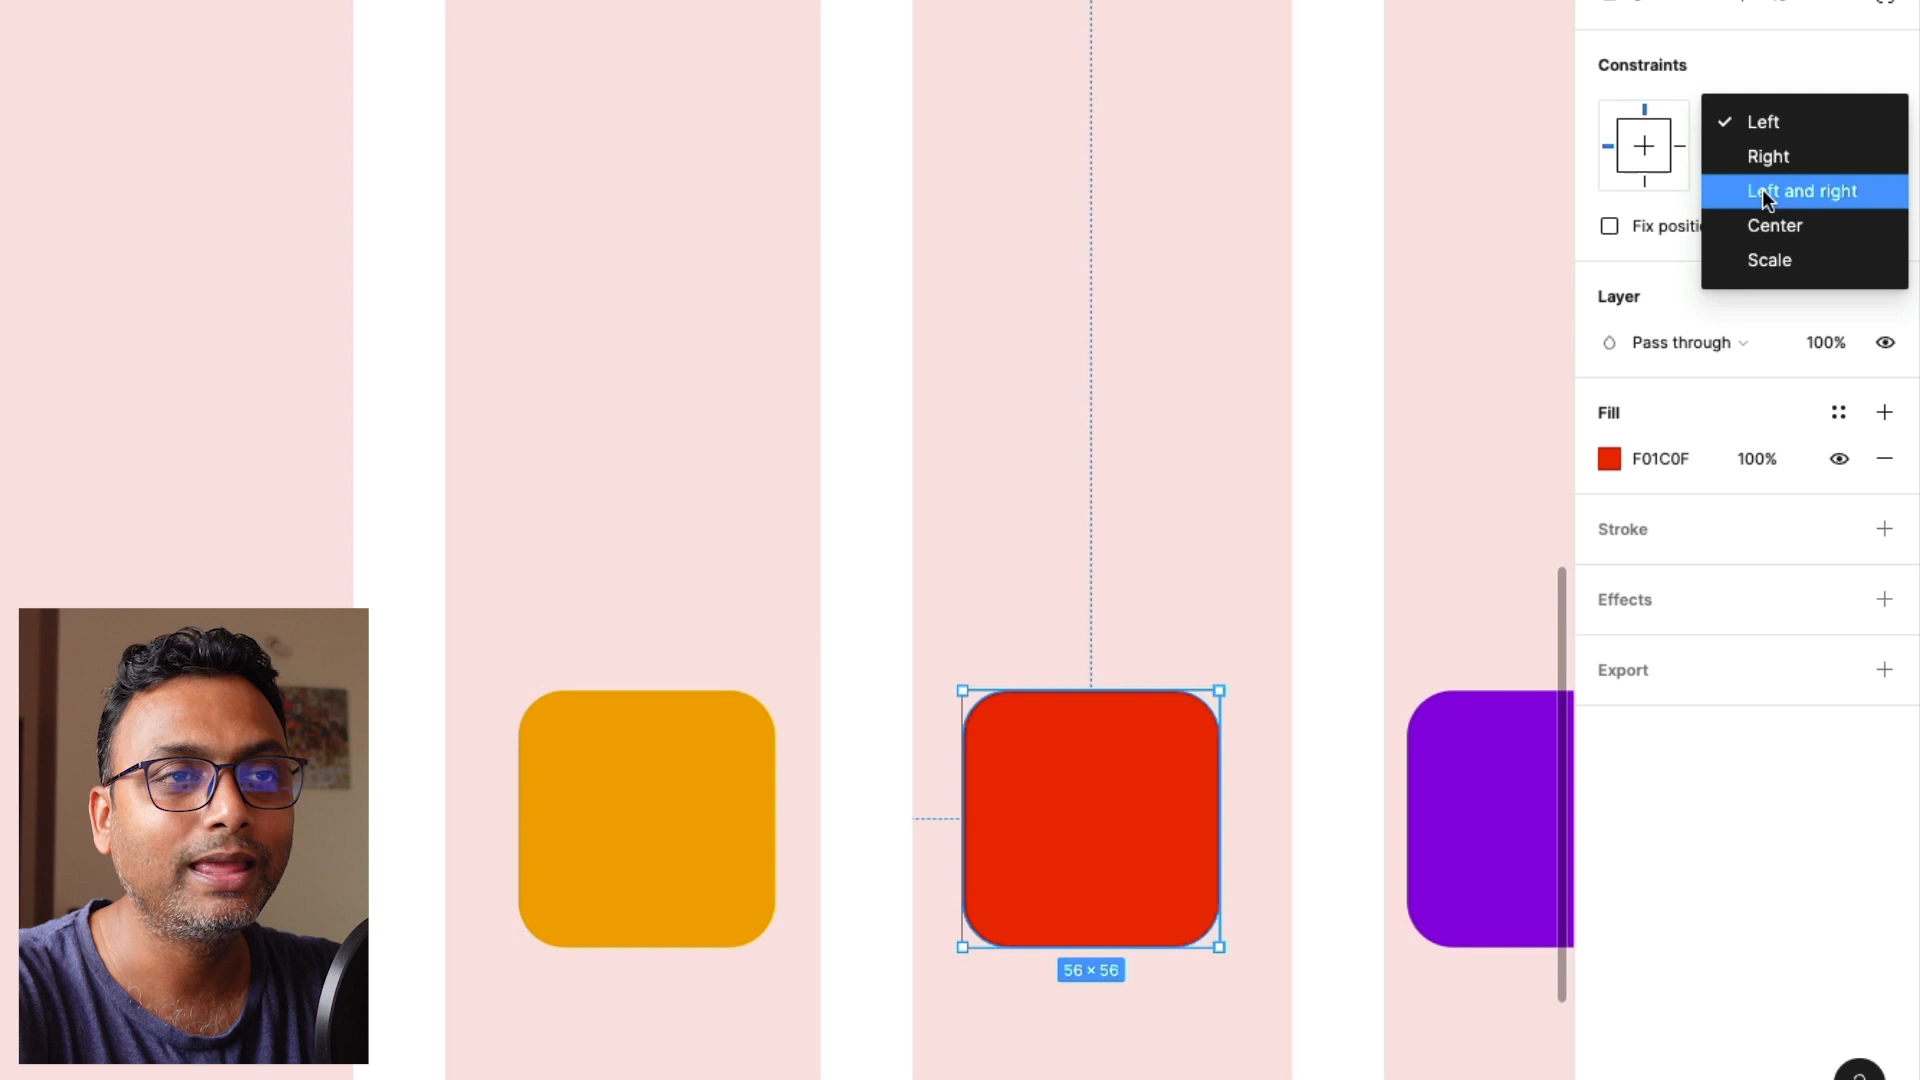 Constraints
Left
Right
Left and right
Center
Scale
Fix positi
Layer
Pass through 100%
Fill
F01C0F 100%
Stroke
Effects
Export
56 × 56